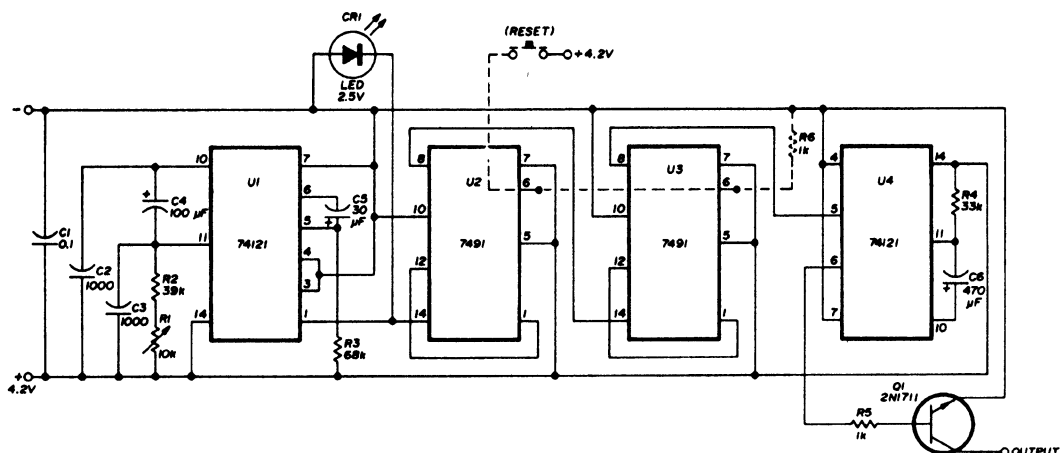 CR1
LED
2.5V
(RESET)
+4.2V
-
+
4.2V
C1
0.1
C2
1000
C3
1000
C4
+
100 µF
R2
39k
R1
10k
10
11
14
U1
74121
7
6
5
4
3
1
C5
30
+ µF
R3
68k
8
10
12
14
U2
7491
6
5
1
8
10
12
14
U3
7491
6
5
1
R6
1k
4
5
6
7
U4
74121
14
11
10
R4
33k
C6
+ 470
µF
Q1
2N1711
R5
1k
OUTPUT